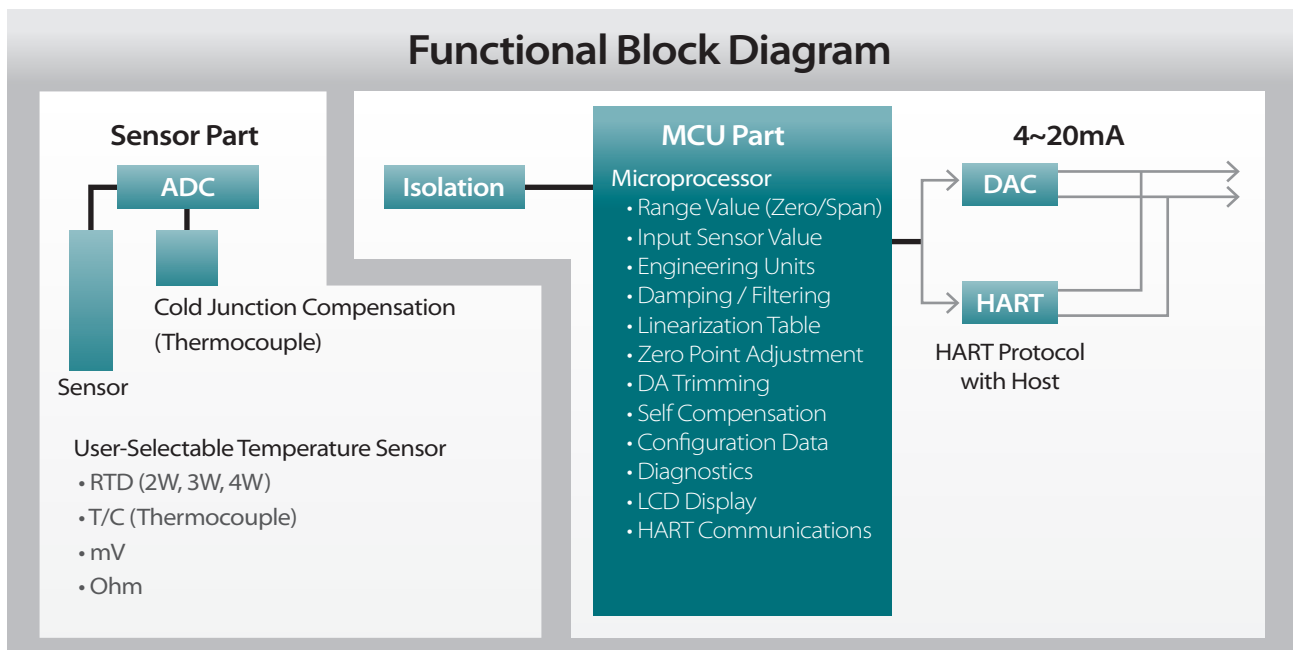 Functional Block Diagram
Sensor Part
ADC
Cold Junction Compensation
(Thermocouple)
Sensor
User-Selectable Temperature Sensor
• RTD (2W, 3W, 4W)
• T/C (Thermocouple)
• mV
• Ohm
Isolation
MCU Part
Microprocessor
• Range Value (Zero/Span)
• Input Sensor Value
• Engineering Units
• Damping / Filtering
• Linearization Table
• Zero Point Adjustment
• DA Trimming
• Self Compensation
• Configuration Data
• Diagnostics
• LCD Display
• HART Communications
4~20mA
DAC
HART
HART Protocol
with Host